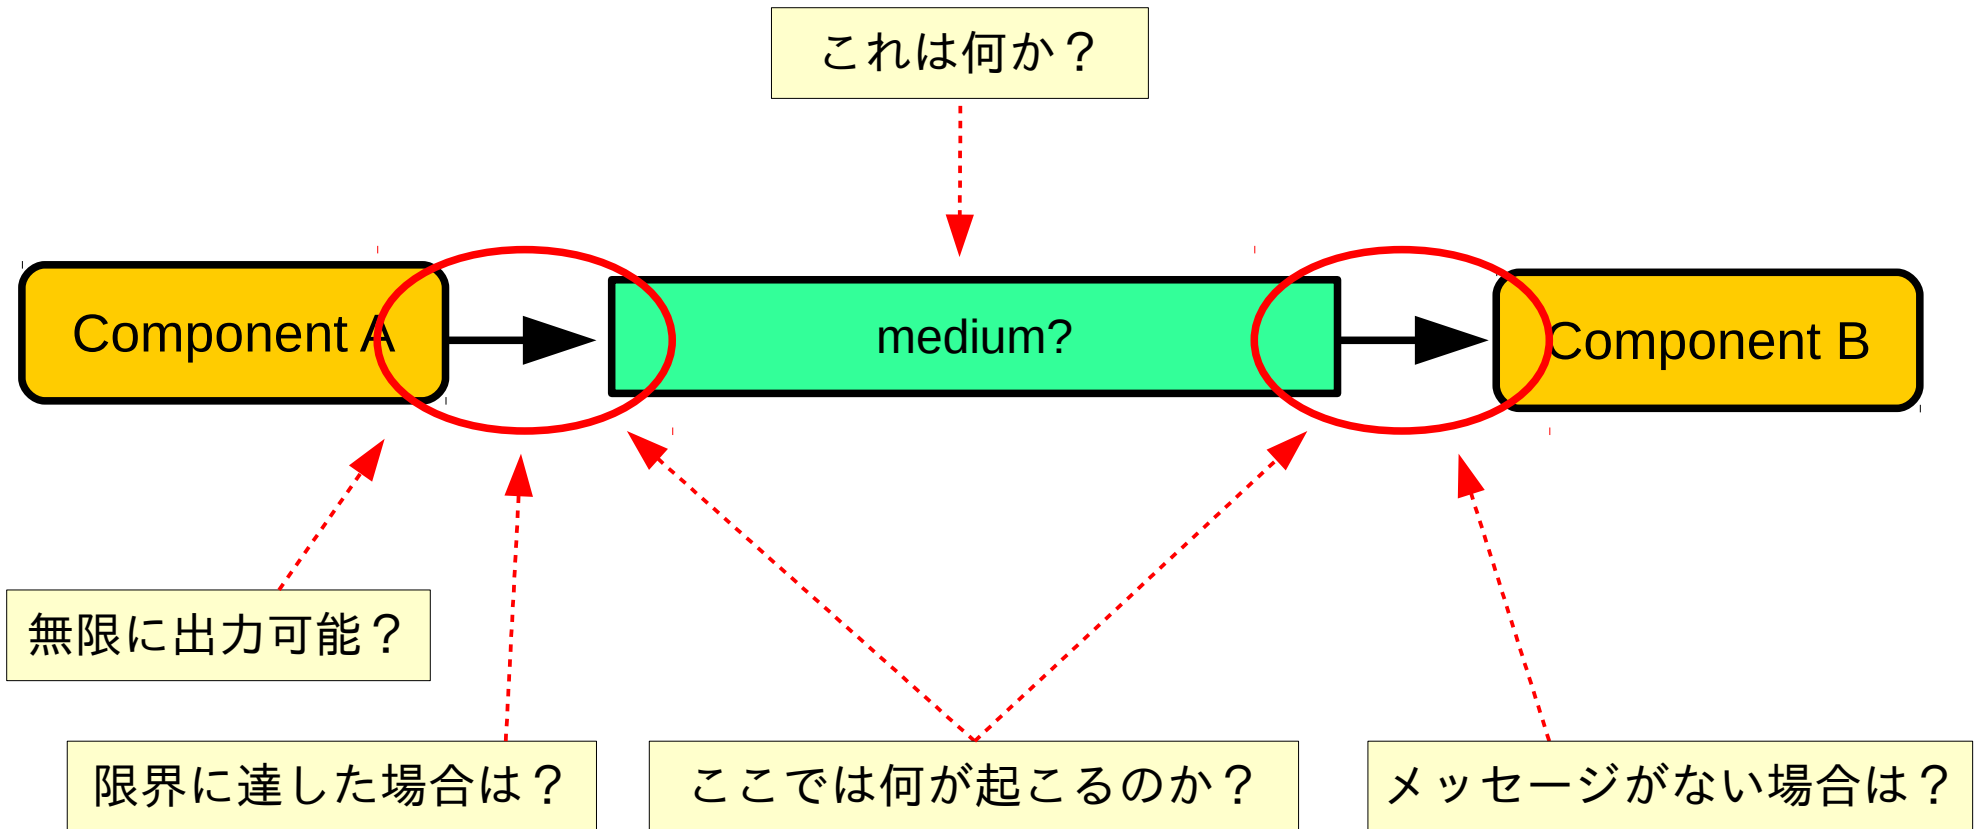 これは何か？
Component A
medium?
Component B
無限に出力可能？
限界に達した場合は？
ここでは何が起こるのか？
メッセージがない場合は？